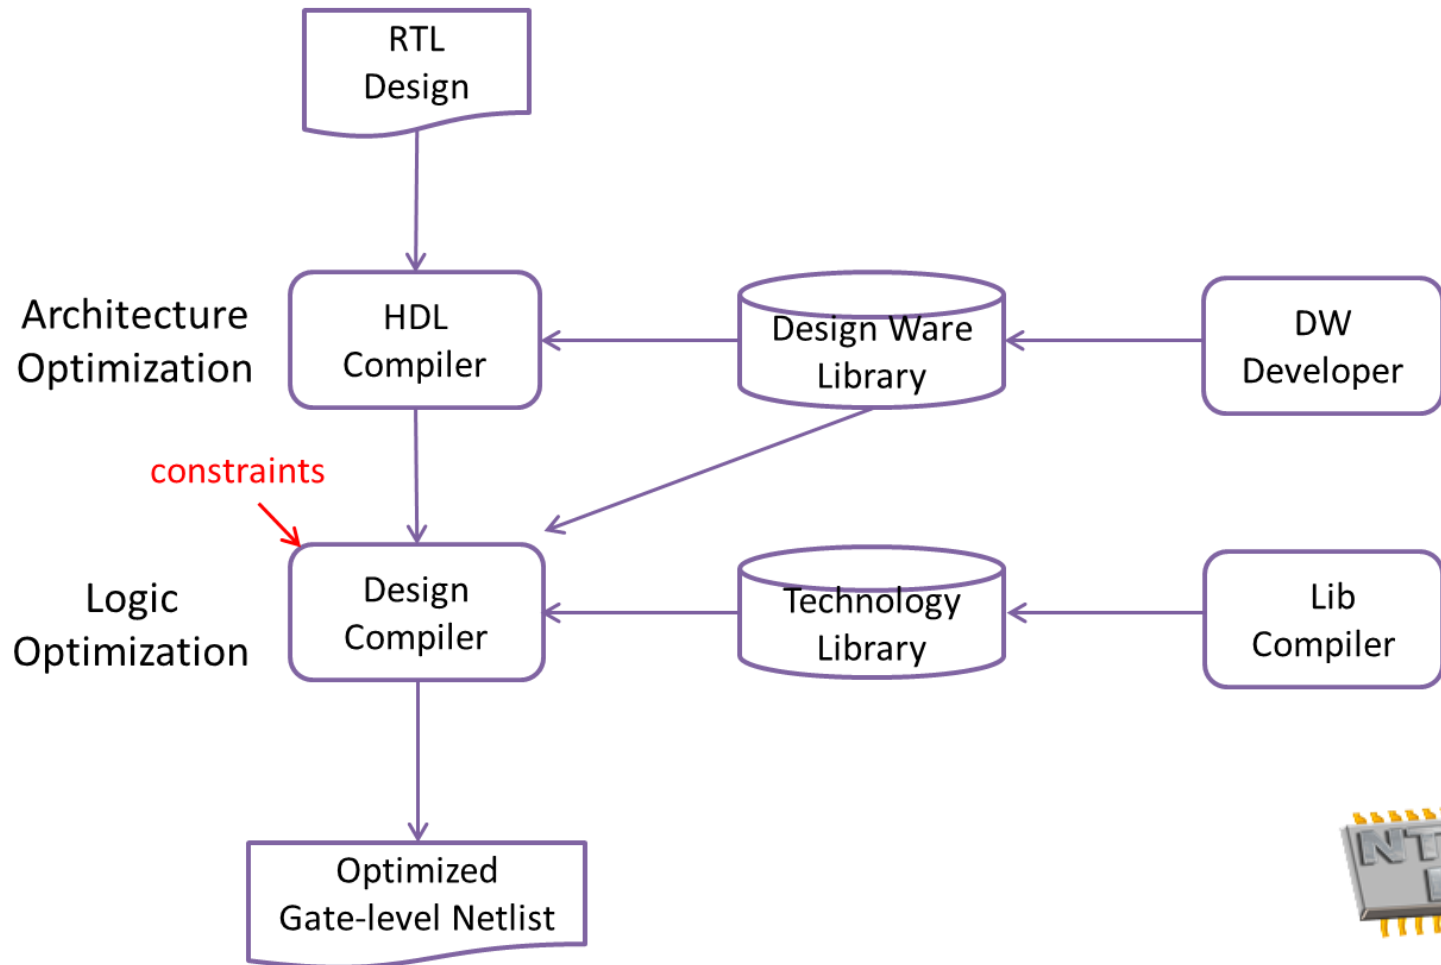 RTL
Design
Architecture
Optimization
HDL
Compiler
Design Ware
Library
DW
Developer
constraints
Logic
Optimization
Design
Compiler
Technology
Library
Lib
Compiler
Optimized
Gate-level Netlist